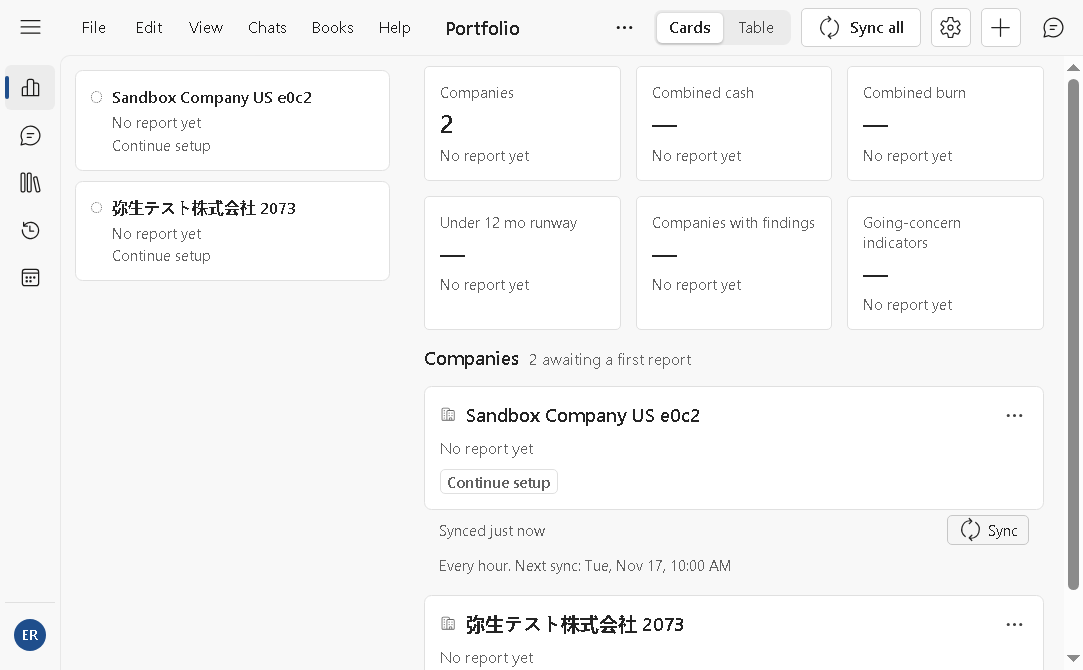 File Edit View Chats Books Help Portfolio ··· Cards Table Sync all
Sandbox Company US e0c2
No report yet
Continue setup
弥生テスト株式会社 2073
No report yet
Continue setup
Companies
2
No report yet
Combined cash
—
No report yet
Combined burn
—
No report yet
Under 12 mo runway
—
No report yet
Companies with findings
—
No report yet
Going-concern
indicators
—
No report yet
Companies 2 awaiting a first report
Sandbox Company US e0c2 ···
No report yet
Continue setup
Synced just now Sync
Every hour. Next sync: Tue, Nov 17, 10:00 AM
弥生テスト株式会社 2073 ···
No report yet
ER